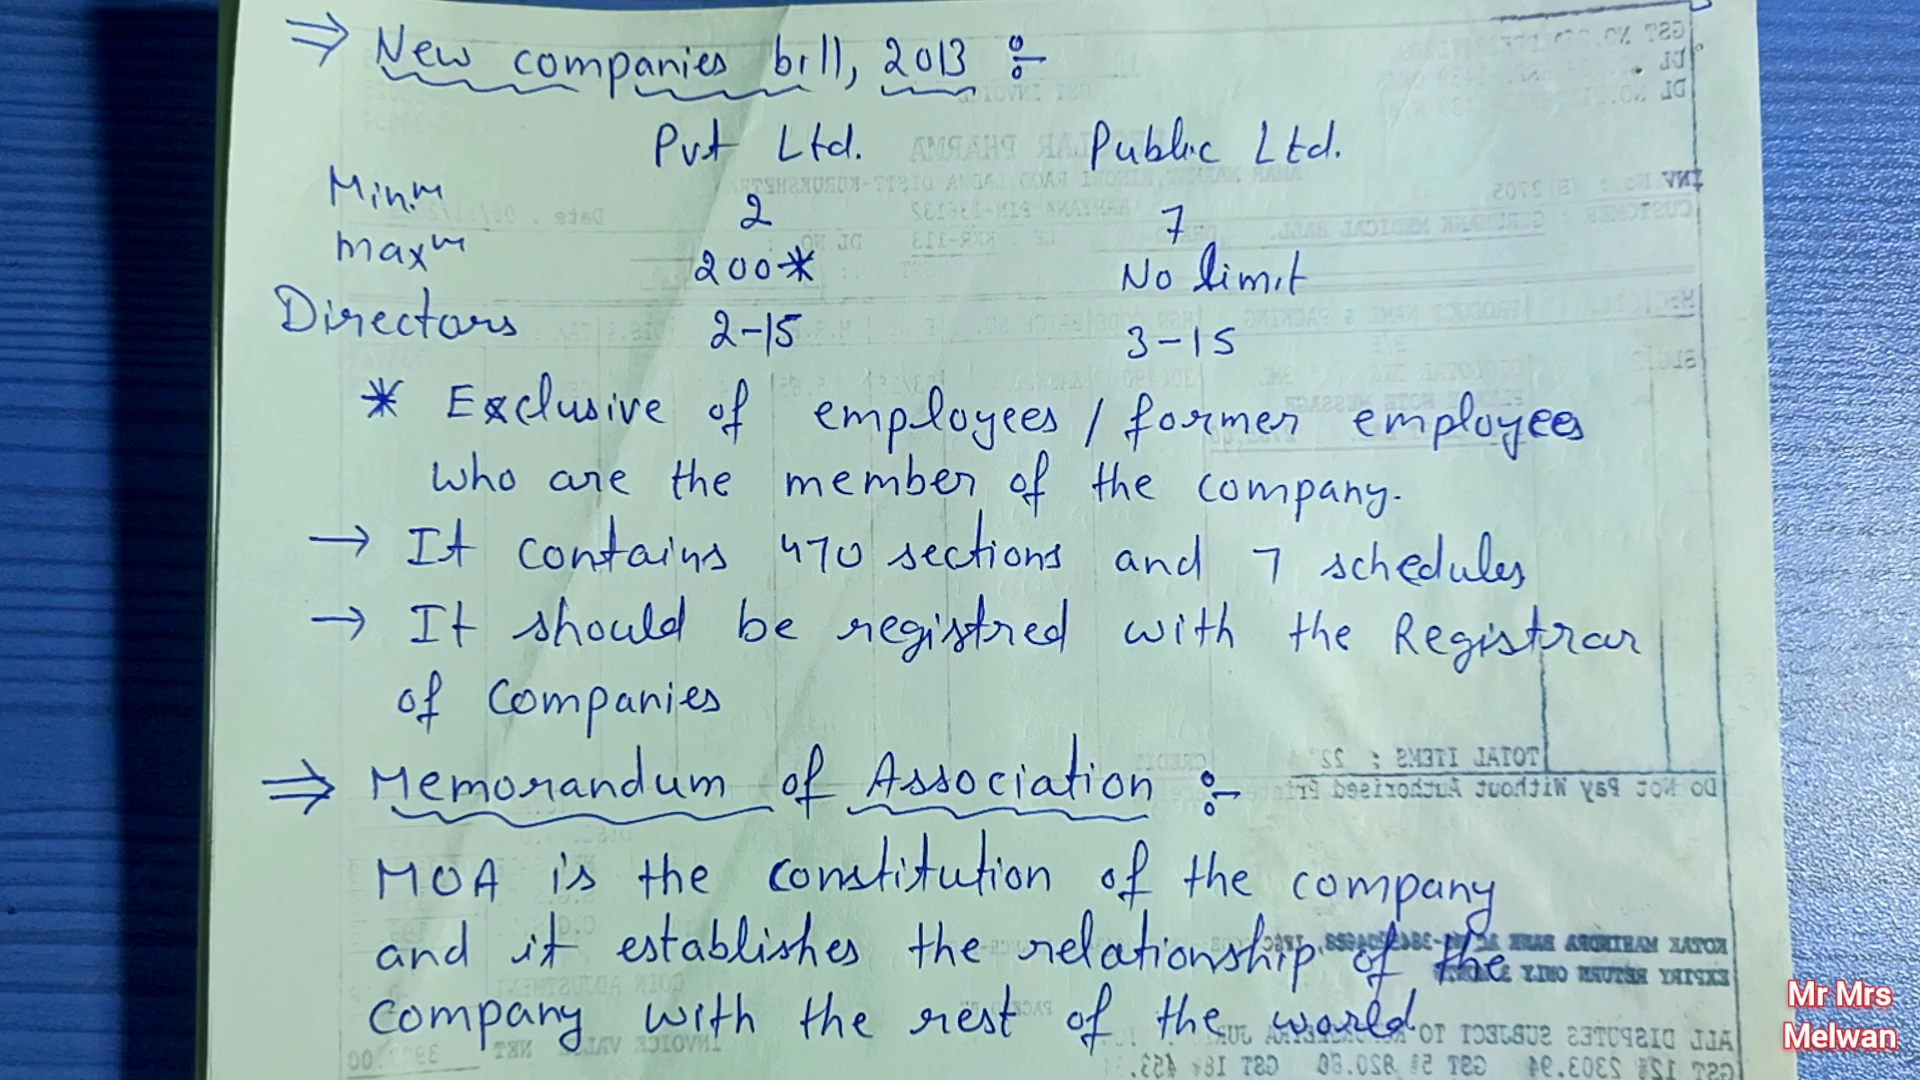 ⇒ New companies bill, 2013 :-
Pvt Ltd. Public Ltd.
Min.m 2 7
maxm 200* No limit
Directors 2-15 3-15
* Exclusive of employees / former employees
who are the member of the company.
→ It contains 470 sections and 7 schedules
→ It should be registred with the Registrar
of Companies
⇒ Memorandum of Association :-
MOA is the constitution of the company
and it establishes the relationship of the
company with the rest of the world
Mr Mrs
Melwan